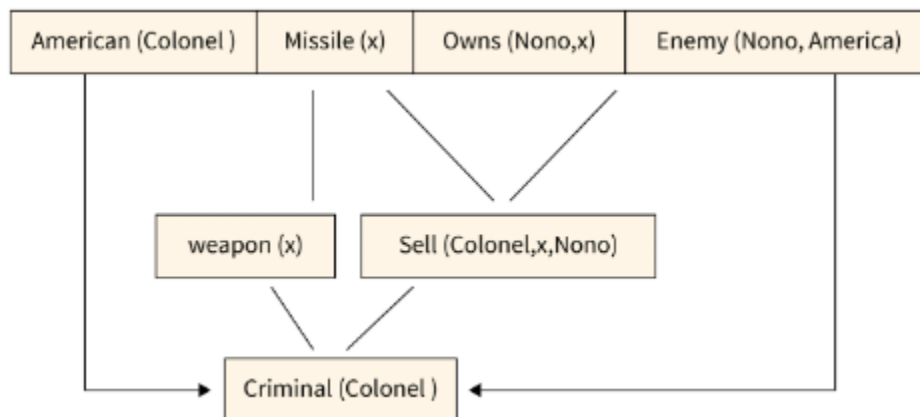 American (Colonel ) Missile (x) Owns (Nono,x) Enemy (Nono, America)
weapon (x) Sell (Colonel,x,Nono)
Criminal (Colonel )